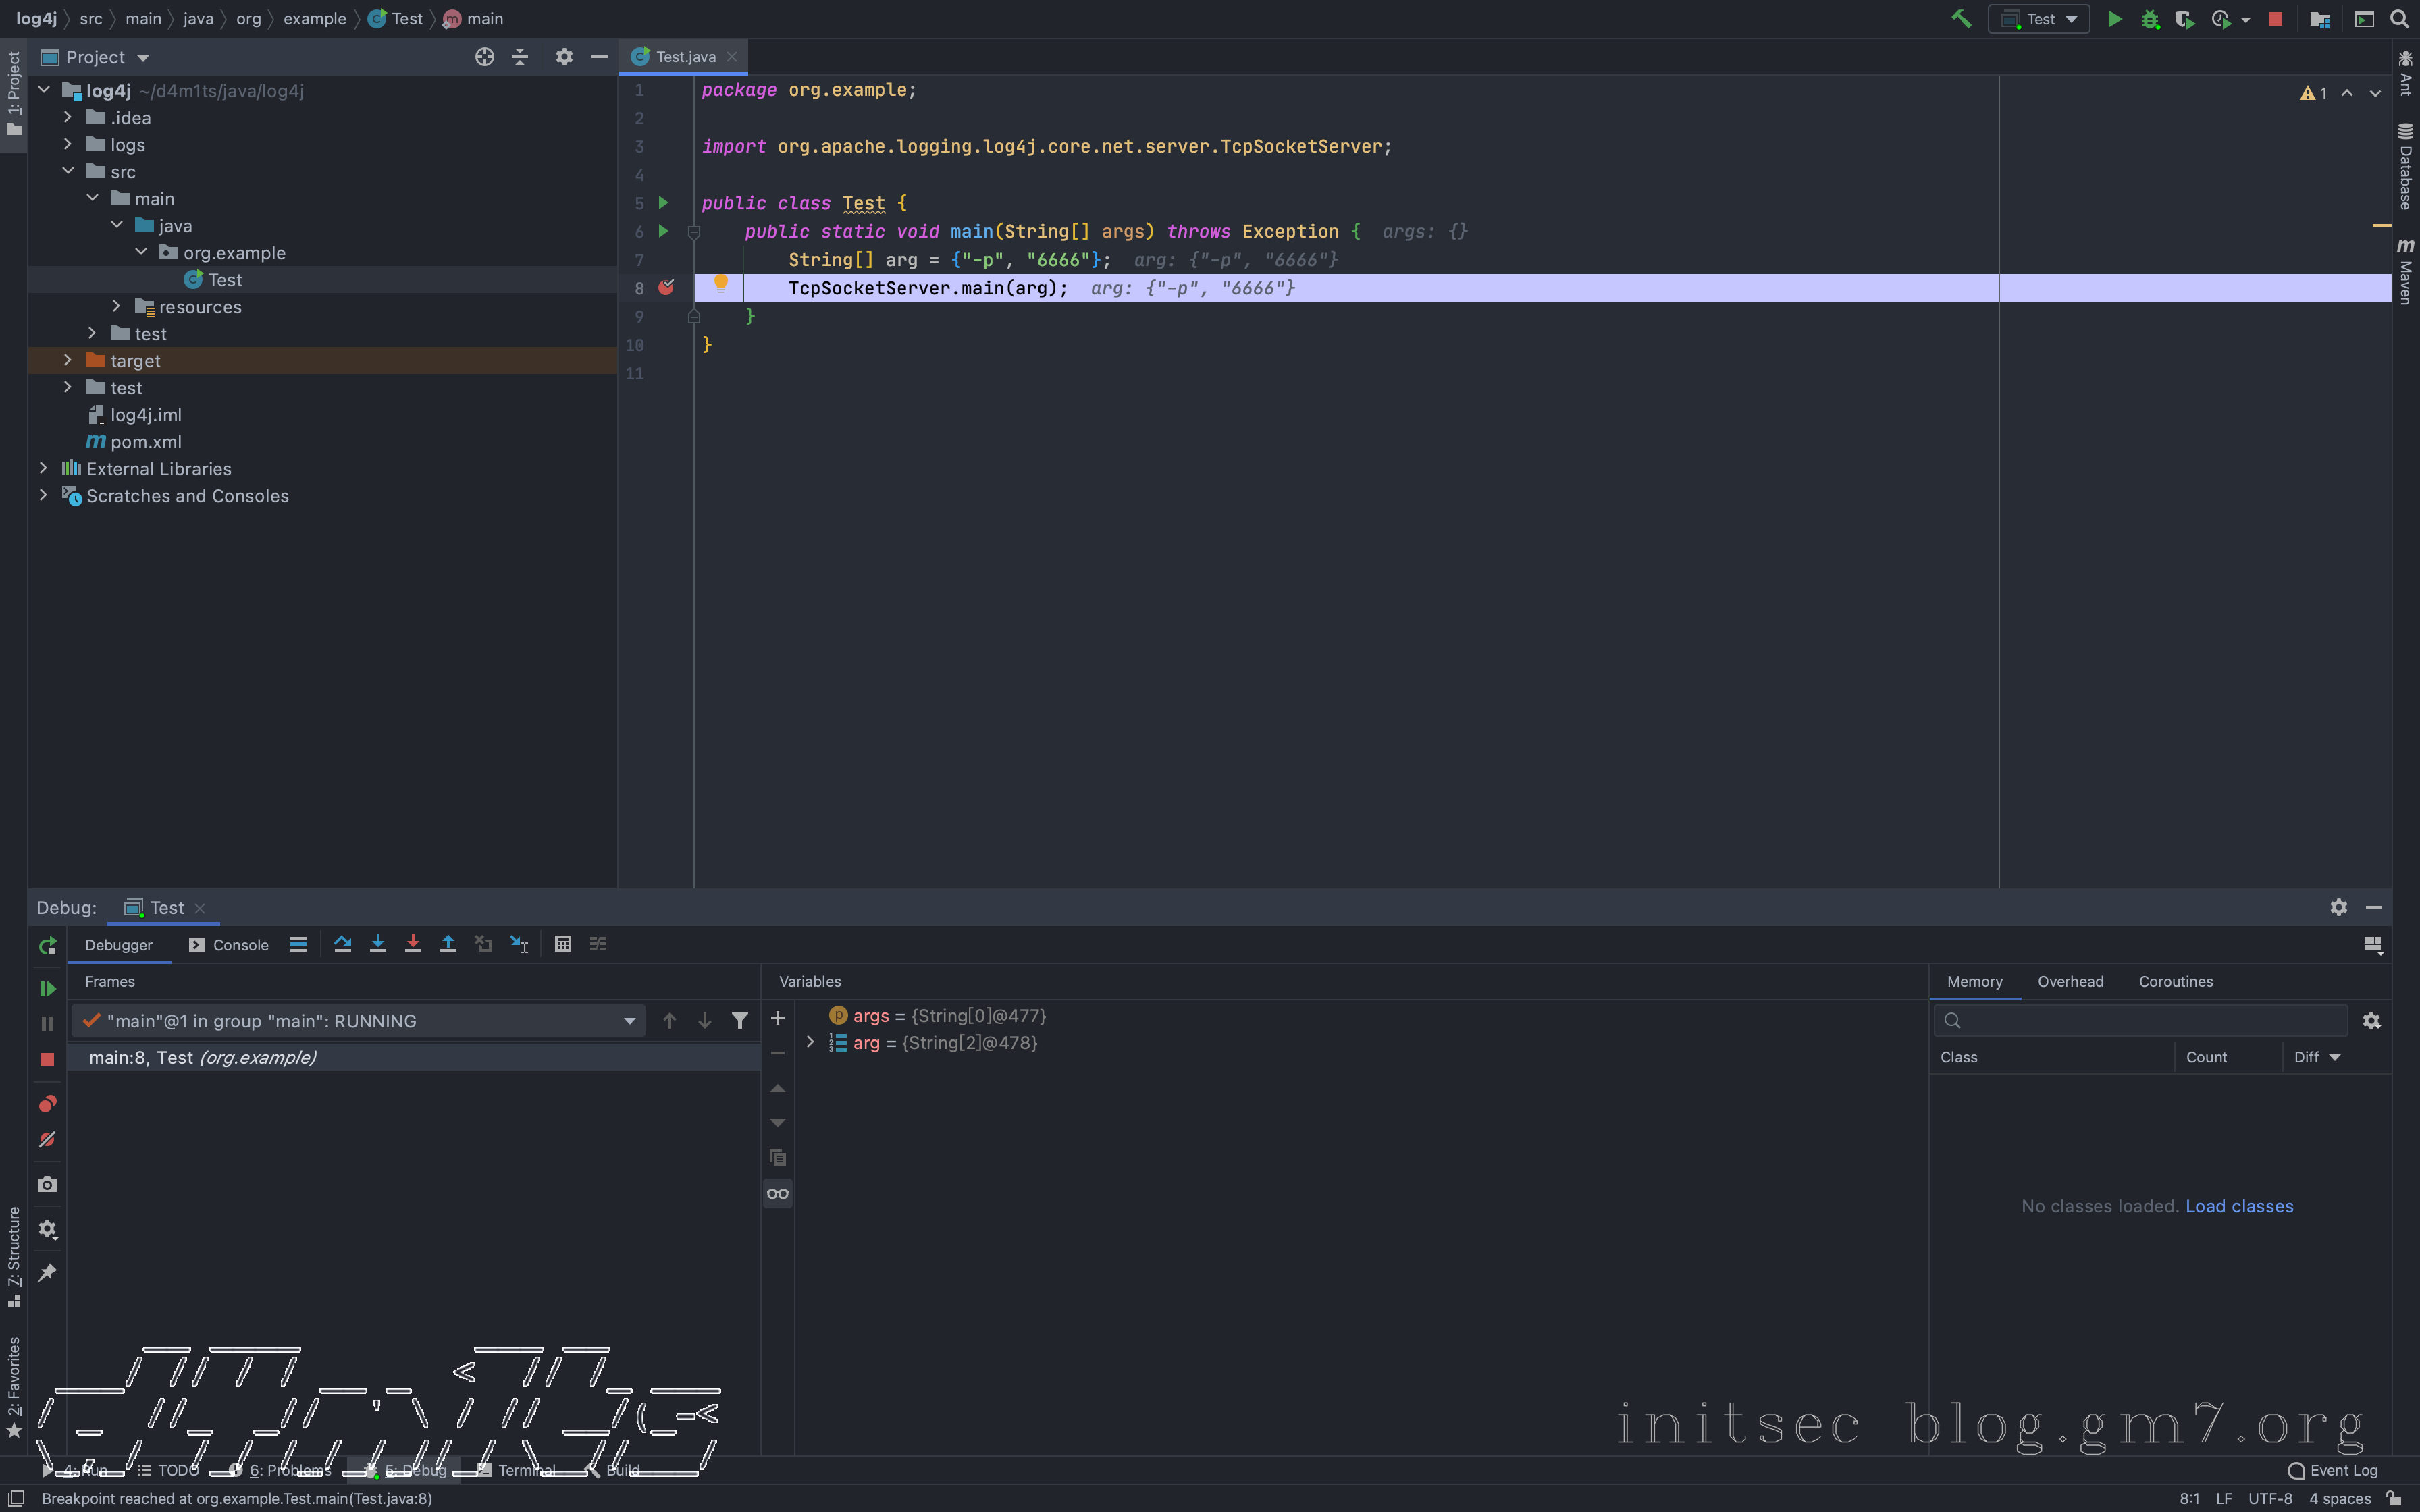 log4j src main java org example Test main
Test
1: Project
Project
Test.java
log4j ~/d4m1ts/java/log4j
.idea
logs
src
main
java
org.example
Test
resources
test
target
test
log4j.iml
pom.xml
External Libraries
Scratches and Consoles
1 package org.example;
2
3 import org.apache.logging.log4j.core.net.server.TcpSocketServer;
4
5 public class Test {
6 public static void main(String[] args) throws Exception { args: {}
7 String[] arg = {"-p", "6666"}; arg: {"-p", "6666"}
8 TcpSocketServer.main(arg); arg: {"-p", "6666"}
9 }
10 }
11
1
Ant
Database
Maven
Debug: Test
Debugger Console
Frames
"main"@1 in group "main": RUNNING
main:8, Test (org.example)
Variables
args = {String[0]@477}
arg = {String[2]@478}
Memory Overhead Coroutines
Class Count Diff
No classes loaded. Load classes
7: Structure
2: Favorites
initsec blog.gm7.org
4: Run TODO 6: Problems 5: Debug Terminal Build
Event Log
Breakpoint reached at org.example.Test.main(Test.java:8)
8:1 LF UTF-8 4 spaces